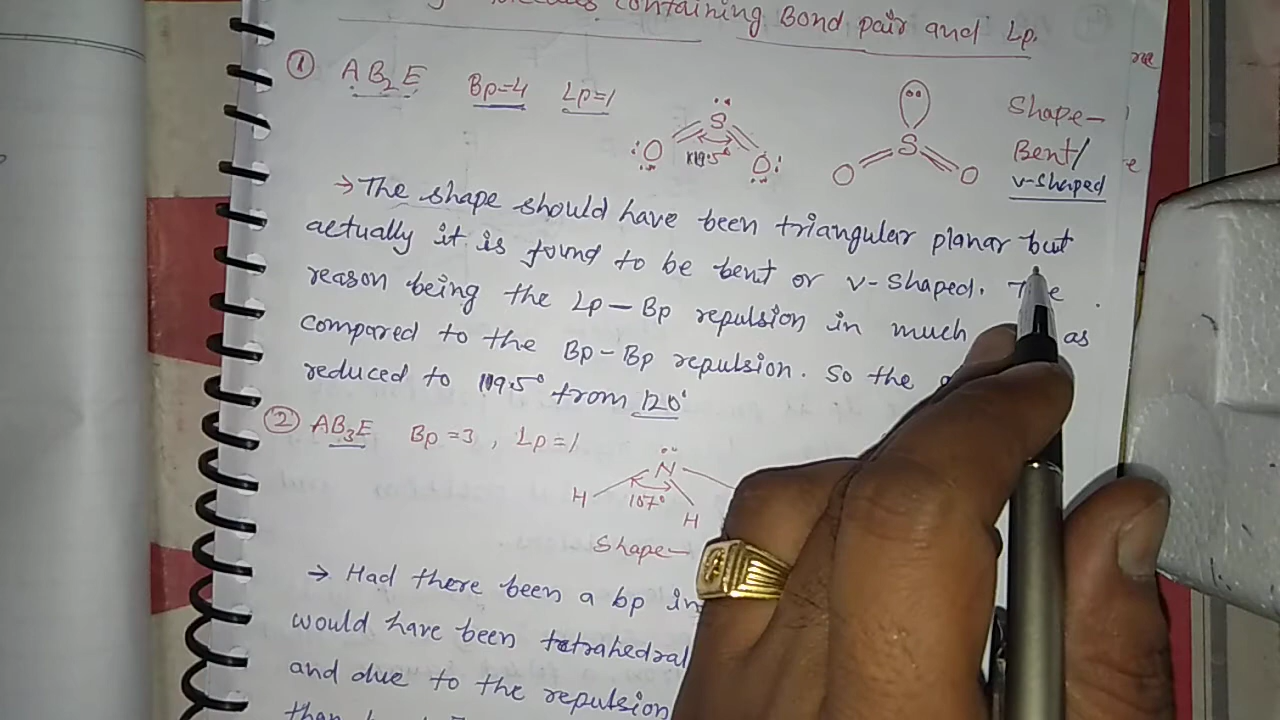 containing Bond pair and Lp.
① AB₂E Bp=4 Lp=1
S
O O
119.5°
S
O O
Shape-
Bent/
v-shaped
→ The shape should have been triangular planar but
actually it is found to be bent or v-shaped.
reason being the Lp-Bp repulsion in much as
compared to the Bp-Bp repulsion. So the
reduced to 119.5° from 120°
② AB₃E Bp=3, Lp=1
N
H 107°
H
Shape-
→ Had there been a bp in
would have been tetrahedral
and due to the repulsion